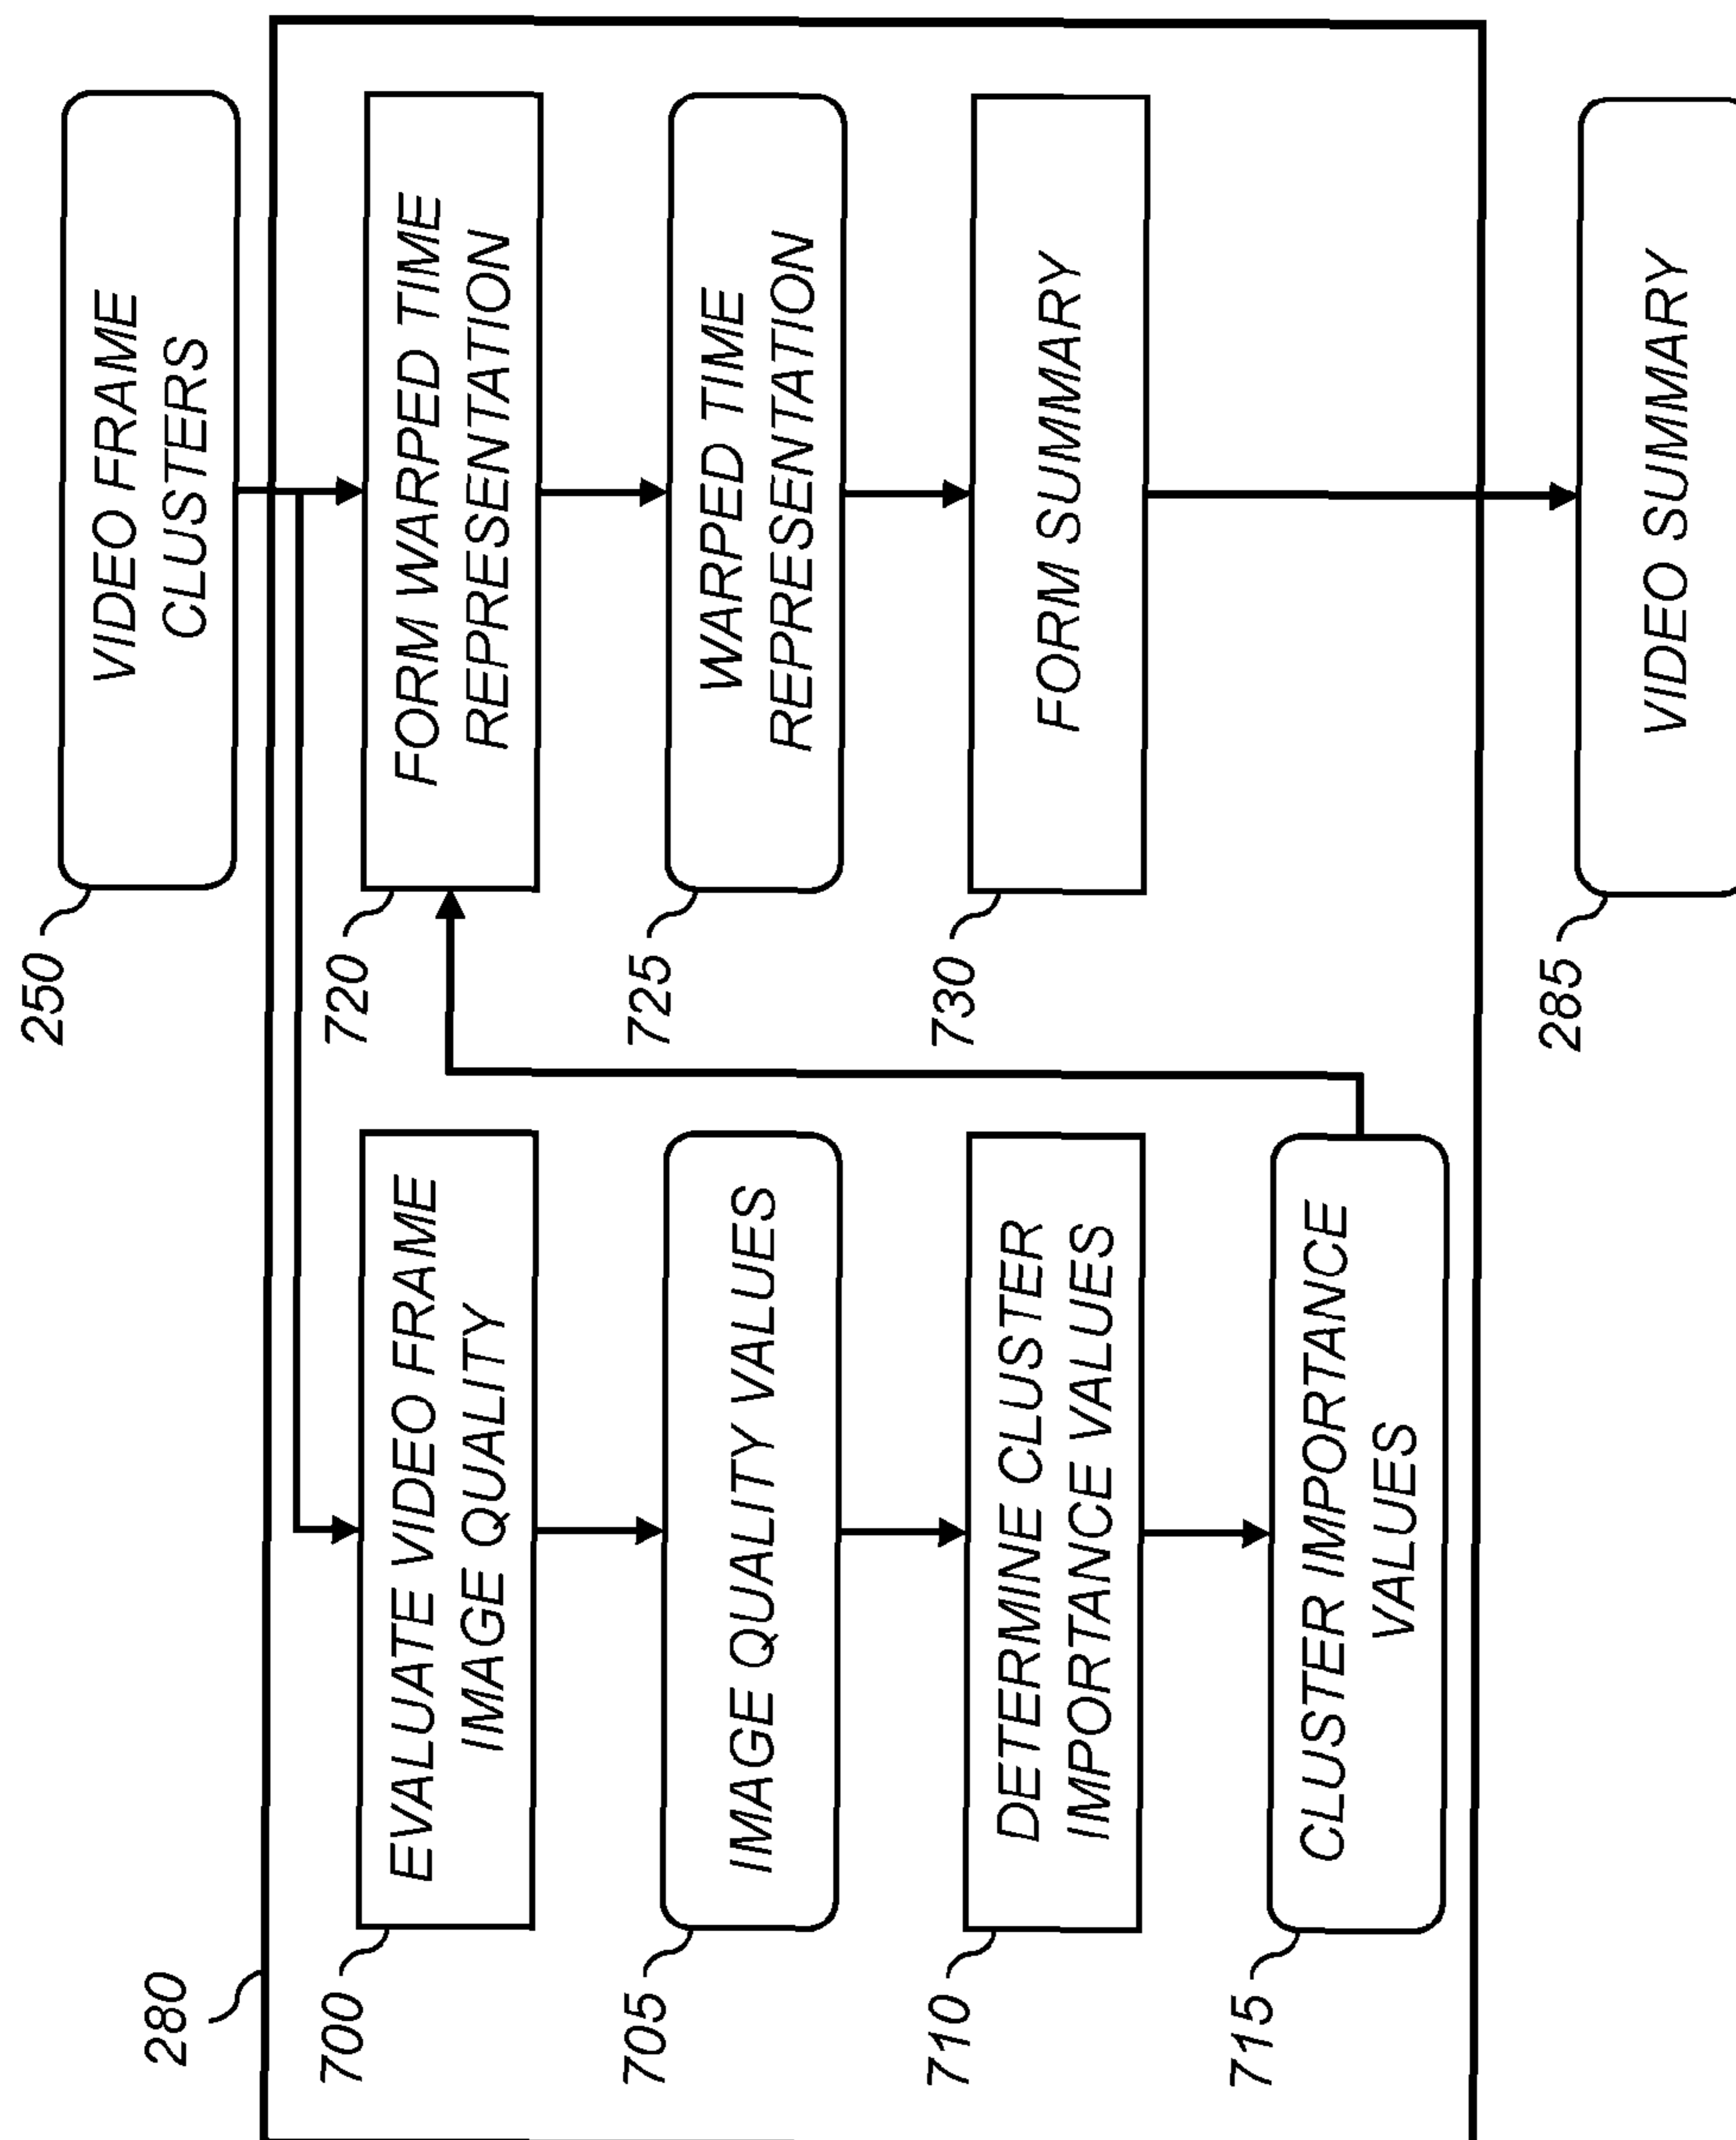 250
VIDEO FRAME
CLUSTERS
280
700
EVALUATE VIDEO FRAME
IMAGE QUALITY
720
FORM WARPED TIME
REPRESENTATION
705
IMAGE QUALITY VALUES
725
WARPED TIME
REPRESENTATION
710
DETERMINE CLUSTER
IMPORTANCE VALUES
730
FORM SUMMARY
715
CLUSTER IMPORTANCE
VALUES
285
VIDEO SUMMARY